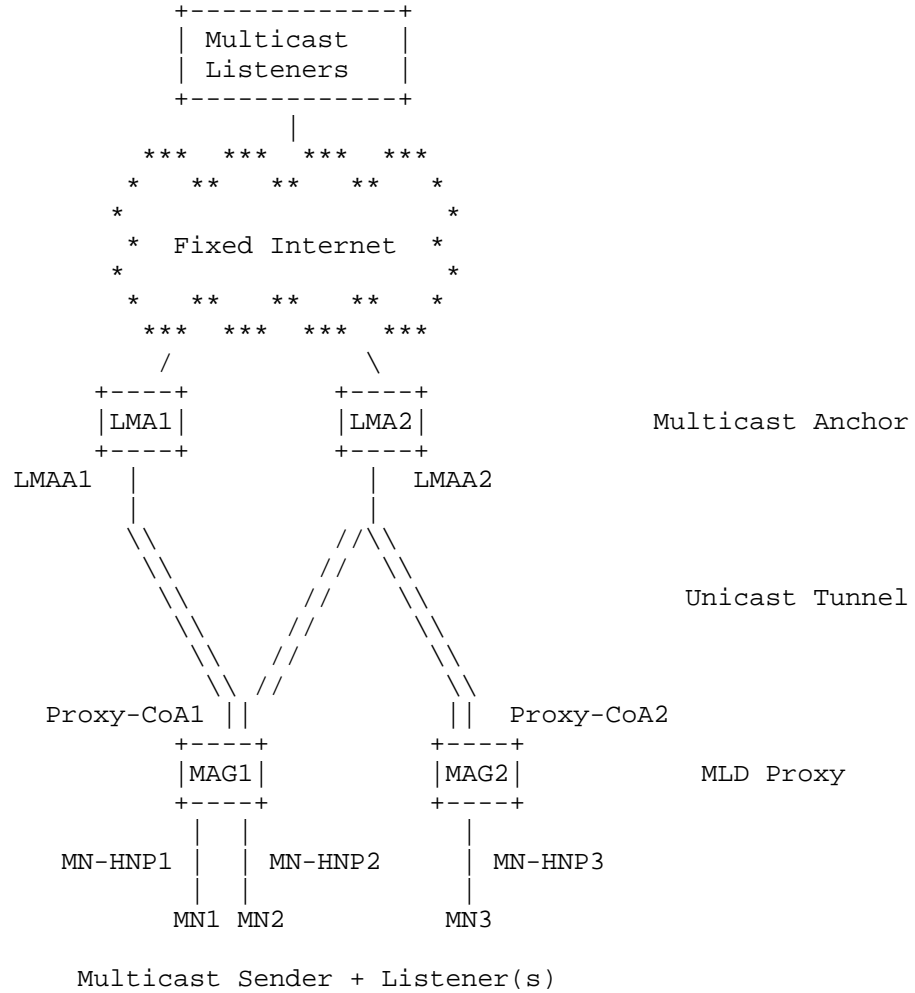 Multicast
Listeners
Fixed Internet
LMA1 LMA2 Multicast Anchor
LMAA1 LMAA2
Unicast Tunnel
Proxy-CoA1 Proxy-CoA2
MAG1 MAG2 MLD Proxy
MN-HNP1 MN-HNP2 MN-HNP3
MN1 MN2 MN3
Multicast Sender + Listener(s)